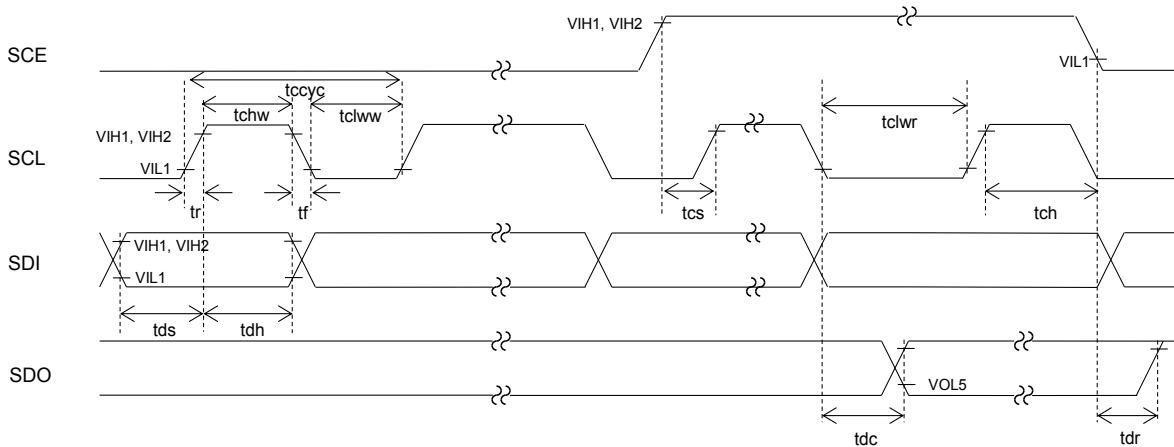 VIH1, VIH2
SCE
VIL1
tccyc
tchw
tclww
tclwr
VIH1, VIH2
SCL
VIL1
tr
tf
tcs
tch
VIH1, VIH2
SDI
VIL1
tds
tdh
SDO
VOL5
tdc
tdr